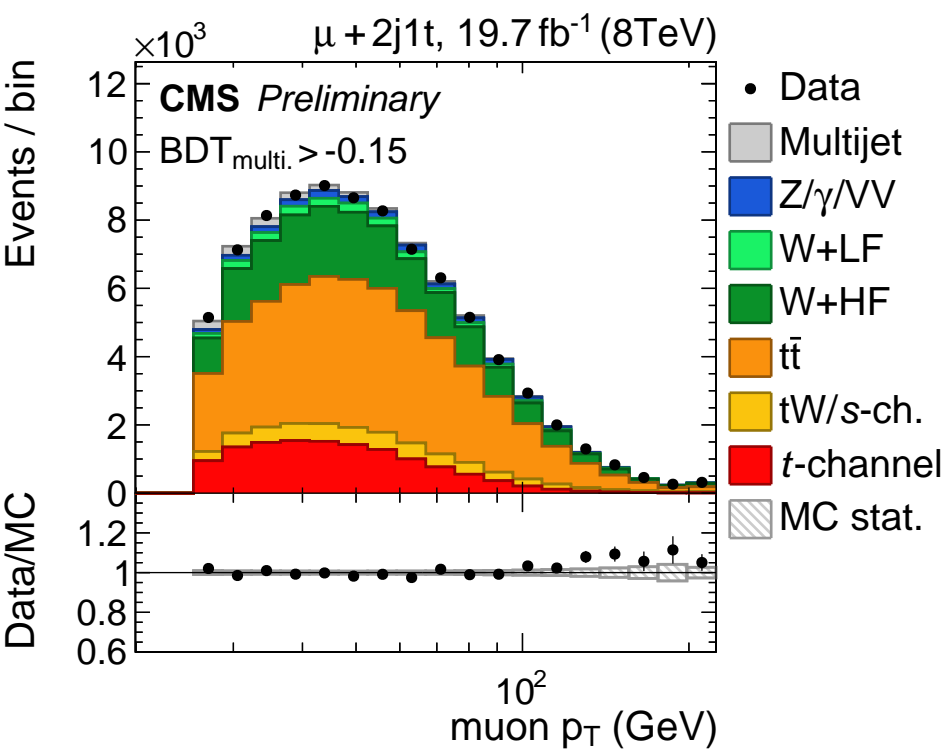 ×10³ μ + 2j1t, 19.7 fb⁻¹ (8TeV)
CMS Preliminary
BDTmulti. > -0.15
Events / bin
12
10
8
6
4
2
0
Data
Multijet
Z/γ/VV
W+LF
W+HF
tt̄
tW/s-ch.
t-channel
MC stat.
Data/MC
1.2
1
0.8
0.6
10²
muon pT (GeV)